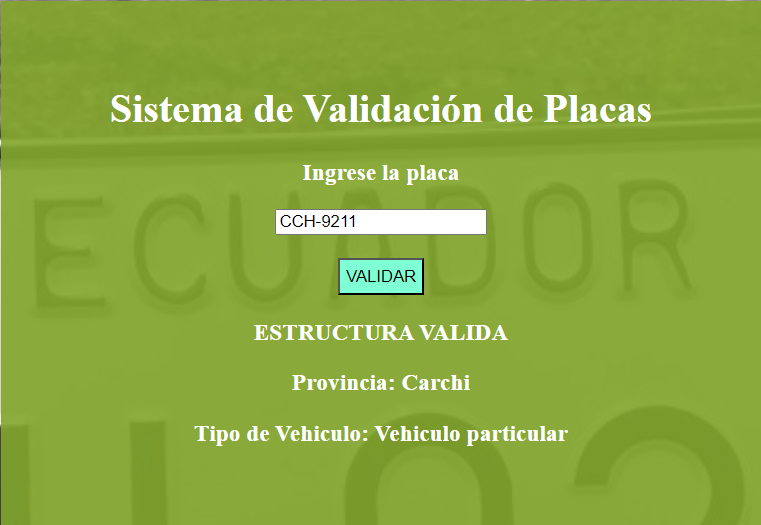 Sistema de Validación de Placas
Ingrese la placa
ECUADOR
CCH-9211
VALIDAR
ESTRUCTURA VALIDA
Provincia: Carchi
Tipo de Vehiculo: Vehiculo particular